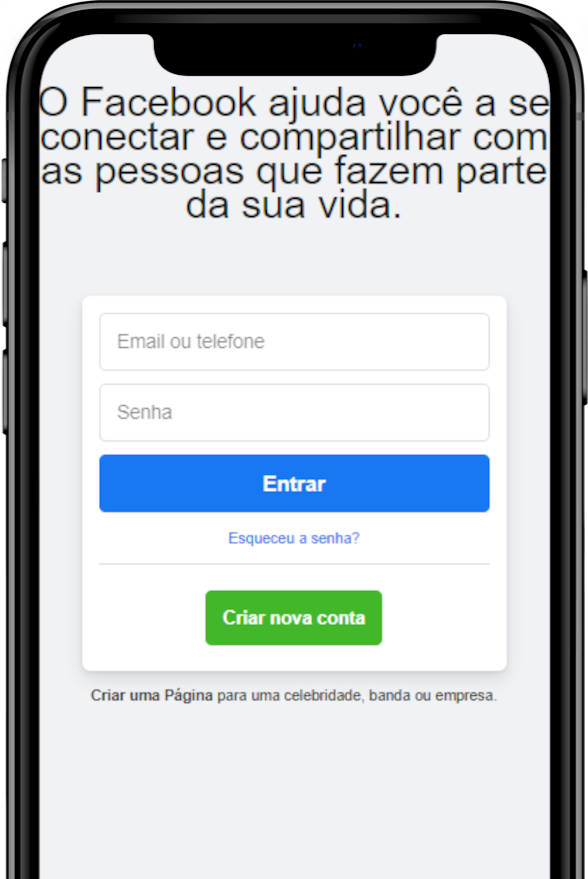 O Facebook ajuda você a se
conectar e compartilhar com
as pessoas que fazem parte
da sua vida.
Email ou telefone
Senha
Entrar
Esqueceu a senha?
Criar nova conta
Criar uma Página para uma celebridade, banda ou empresa.